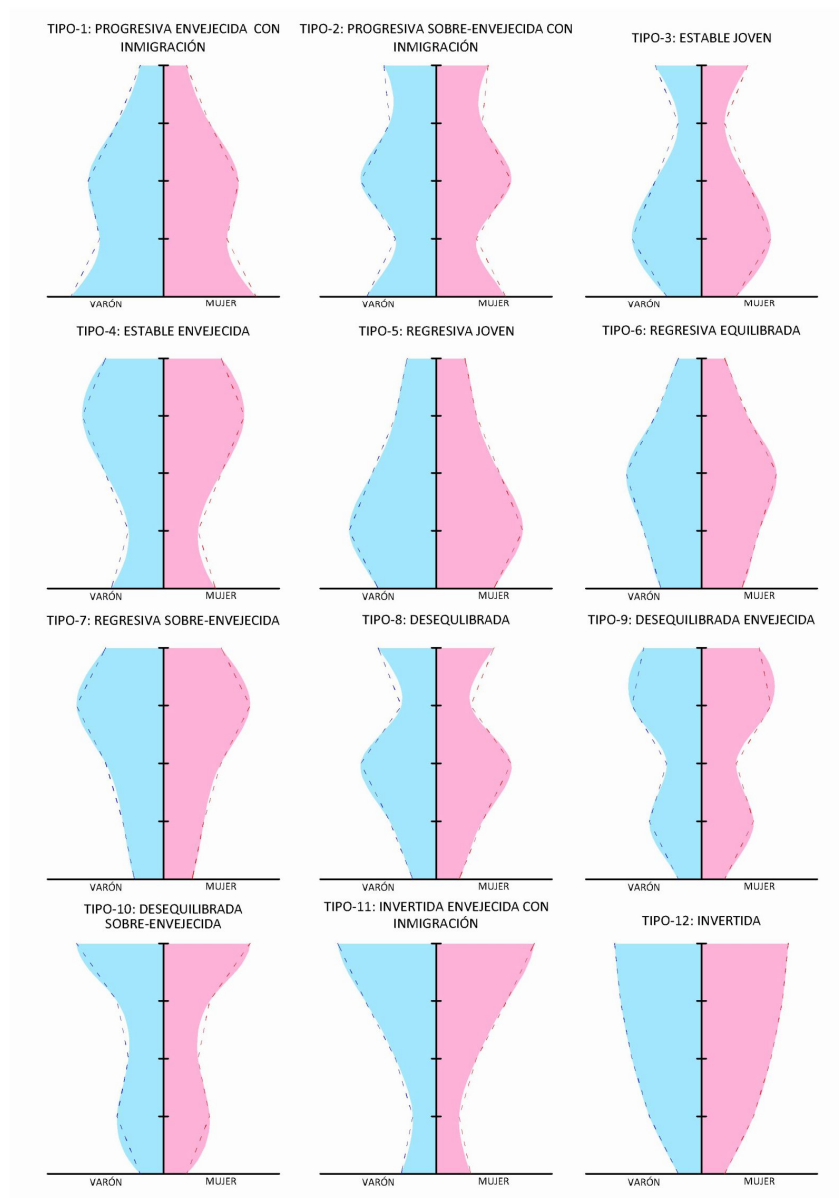 TIPO-1: PROGRESIVA ENVEJECIDA CON
INMIGRACIÓN
TIPO-2: PROGRESIVA SOBRE-ENVEJECIDA CON
INMIGRACIÓN
TIPO-3: ESTABLE JOVEN
VARÓN MUJER
VARÓN MUJER
VARÓN MUJER
TIPO-4: ESTABLE ENVEJECIDA
TIPO-5: REGRESIVA JOVEN
TIPO-6: REGRESIVA EQUILIBRADA
VARÓN MUJER
VARÓN MUJER
VARÓN MUJER
TIPO-7: REGRESIVA SOBRE-ENVEJECIDA
TIPO-8: DESEQULIBRADA
TIPO-9: DESEQUILIBRADA ENVEJECIDA
VARÓN MUJER
VARÓN MUJER
VARÓN MUJER
TIPO-10: DESEQUILIBRADA
SOBRE-ENVEJECIDA
TIPO-11: INVERTIDA ENVEJECIDA CON
INMIGRACIÓN
TIPO-12: INVERTIDA
VARÓN MUJER
VARÓN MUJER
VARÓN MUJER